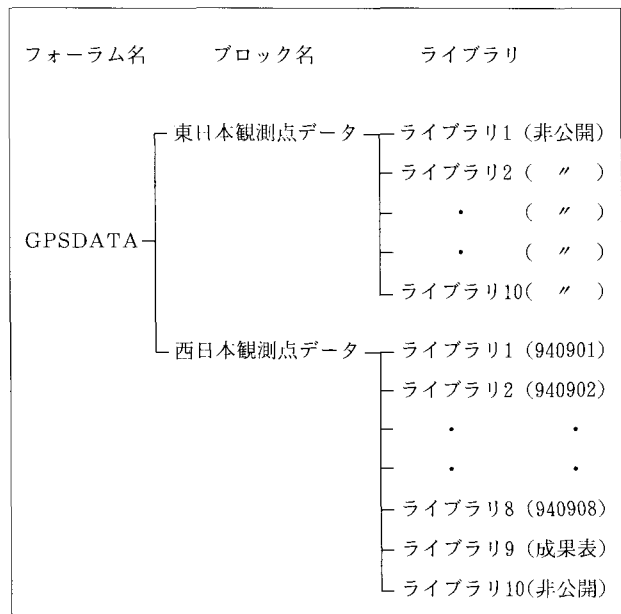 フォーラム名 ブロック名 ライブラリ
東日本観測点データ ライブラリ1 (非公開)
ライブラリ2 ( 〃 )
・ ( 〃 )
GPSDATA ・ ( 〃 )
ライブラリ10( 〃 )
西日本観測点データ ライブラリ1 (940901)
ライブラリ2 (940902)
・ ・
・ ・
ライブラリ8 (940908)
ライブラリ9 (成果表)
ライブラリ10(非公開)